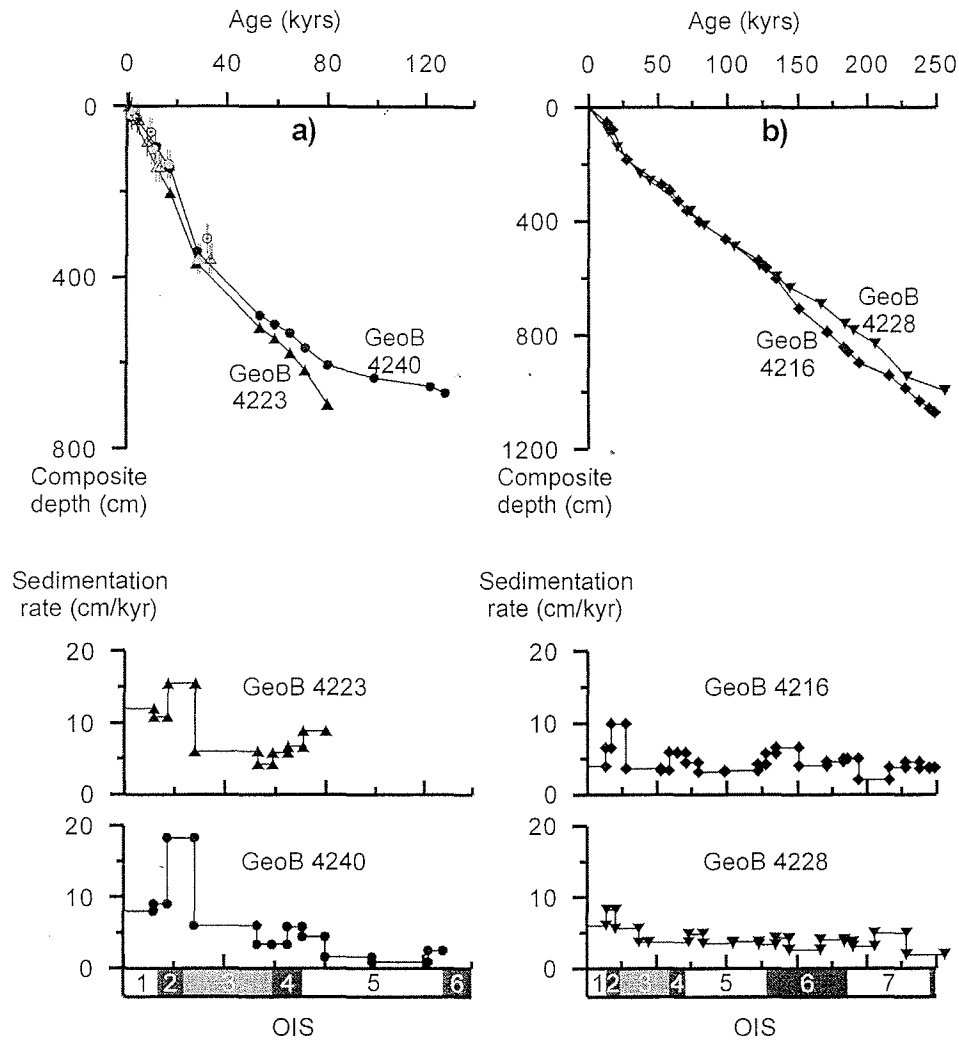 Age (kyrs)
0 40 80 120
0
400
800
Composite
depth (cm)
a)
GeoB
4240
GeoB
4223
Age (kyrs)
0 50 100 150 200 250
0
400
800
1200
Composite
depth (cm)
b)
GeoB
4228
GeoB
4216
Sedimentation
rate (cm/kyr)
20
10
0
GeoB 4223
20
10
0
GeoB 4240
1 2 3 4 5 6
OIS
Sedimentation
rate (cm/kyr)
20
10
0
GeoB 4216
20
10
0
GeoB 4228
1 2 3 4 5 6 7
OIS